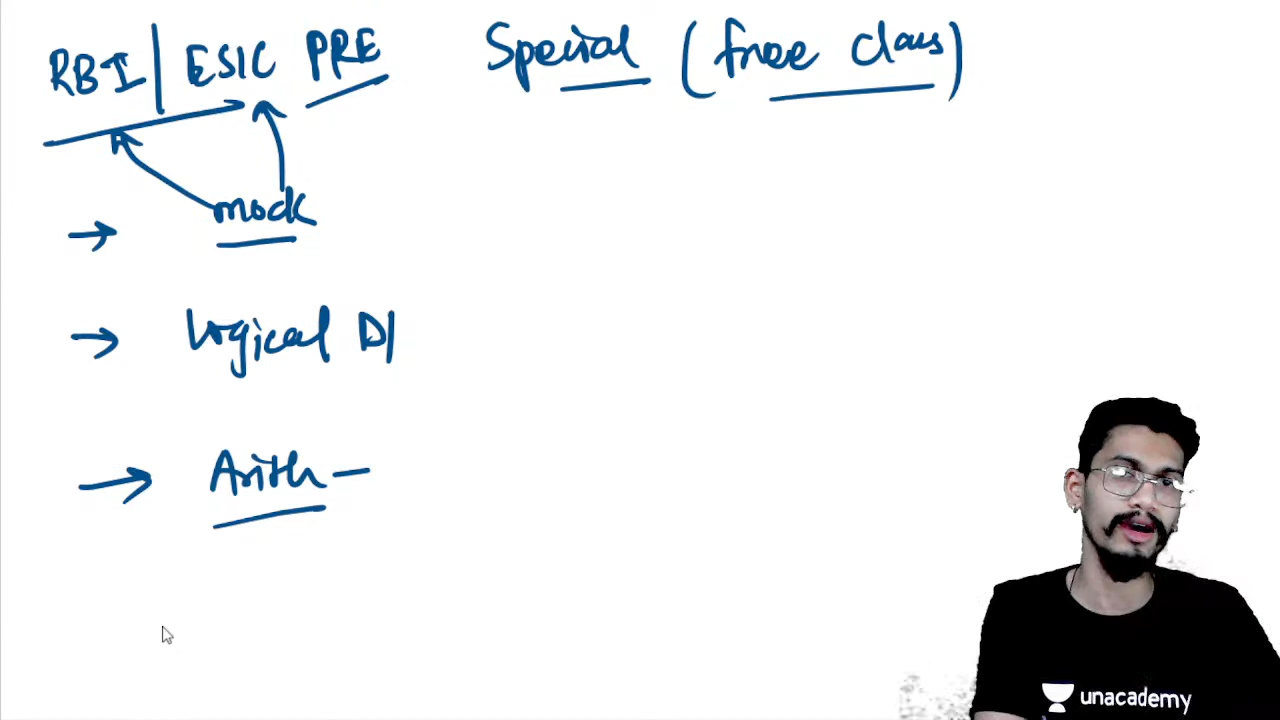 RBI | ESIC PRE Special (free class)
→ mock
→ Logical DI
→ Arith –
unacademy